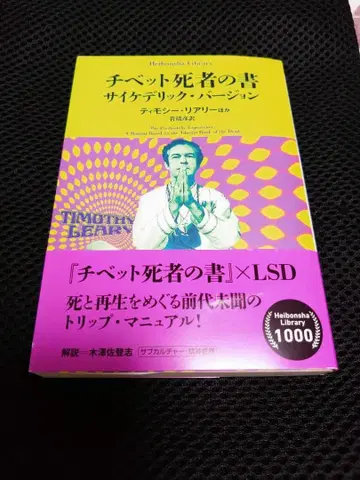 Heibonsha Library
チベット死者の書
サイケデリック・バージョン
ティモシー・リアリーほか
菅靖彦訳
The Psychedelic Experience
A Manual Based on the Tibetan Book of the Dead
TIMOTHY
LEARY
『チベット死者の書』×LSD
死と再生をめぐる前代未聞の
トリップ・マニュアル!
Heibonsha
Library
1000
解説―木澤佐登志
サブカルチャー・